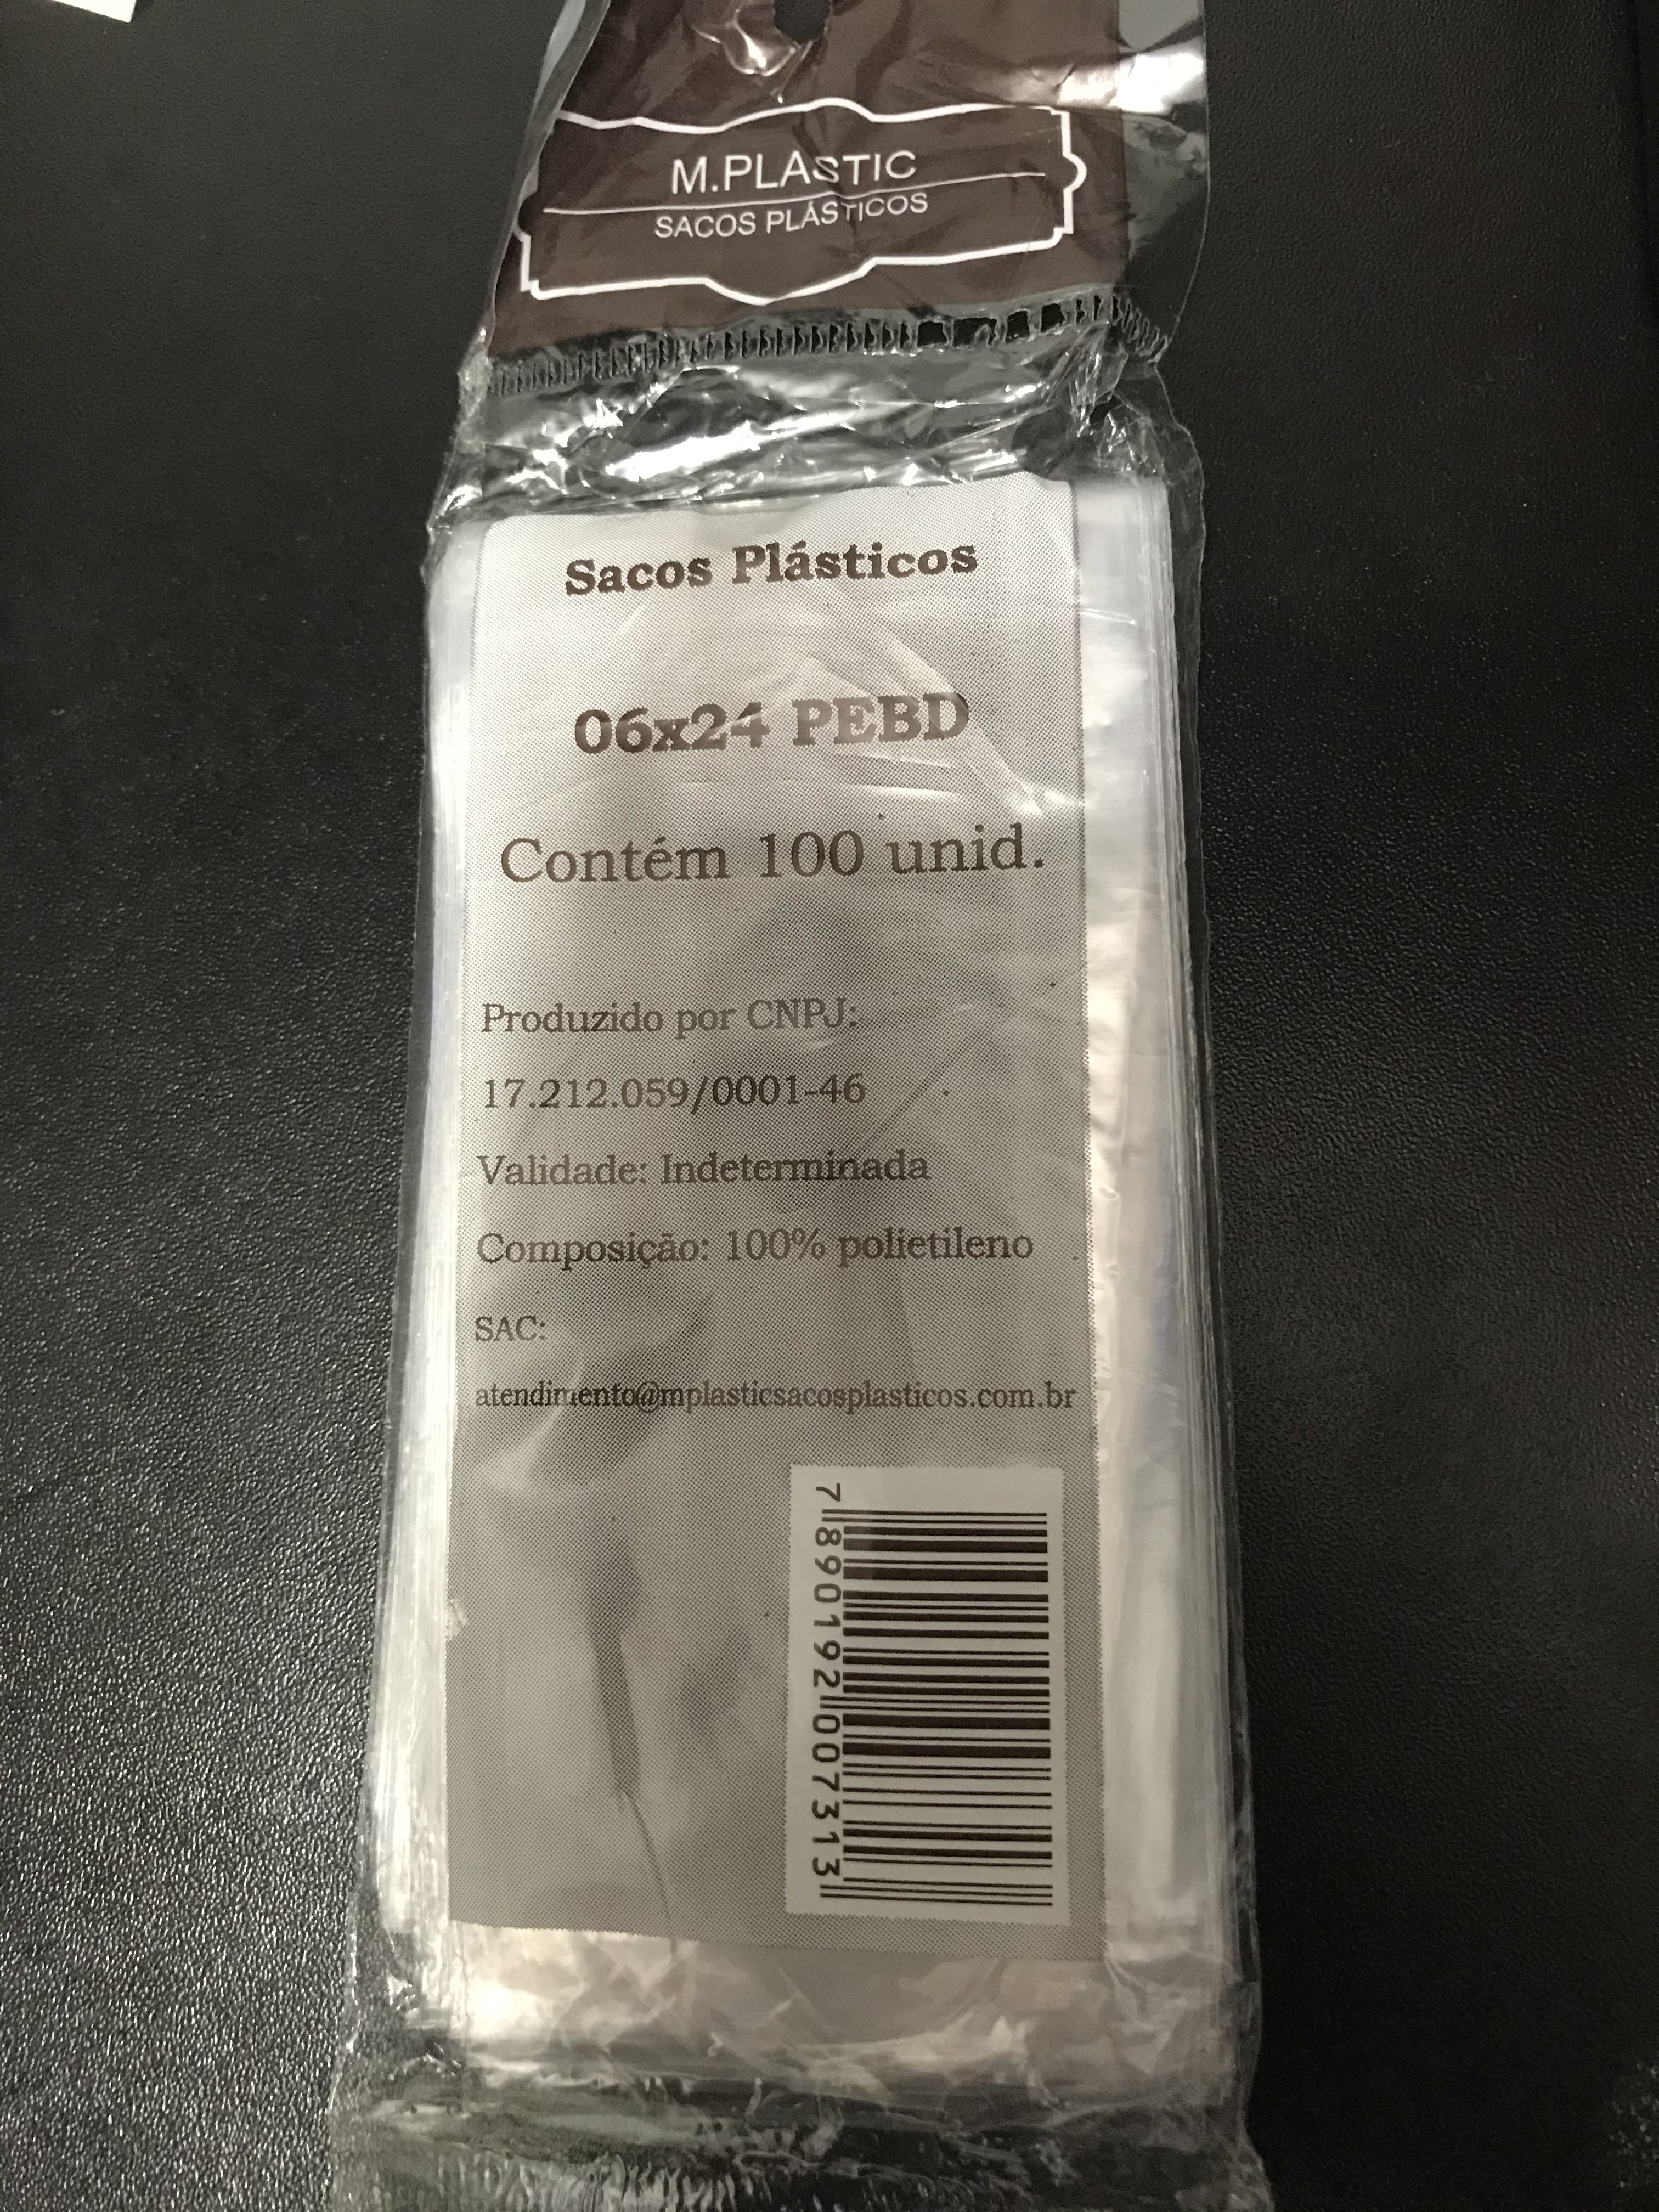 M.PLASTIC
SACOS PLÁSTICOS
Sacos Plásticos
06x24 PEBD
Contém 100 unid.
Produzido por CNPJ:
17.212.059/0001-46
Validade: Indeterminada
Composição: 100% polietileno
SAC:
atendimento@mplasticsacosplasticos.com.br
7 890192 007313